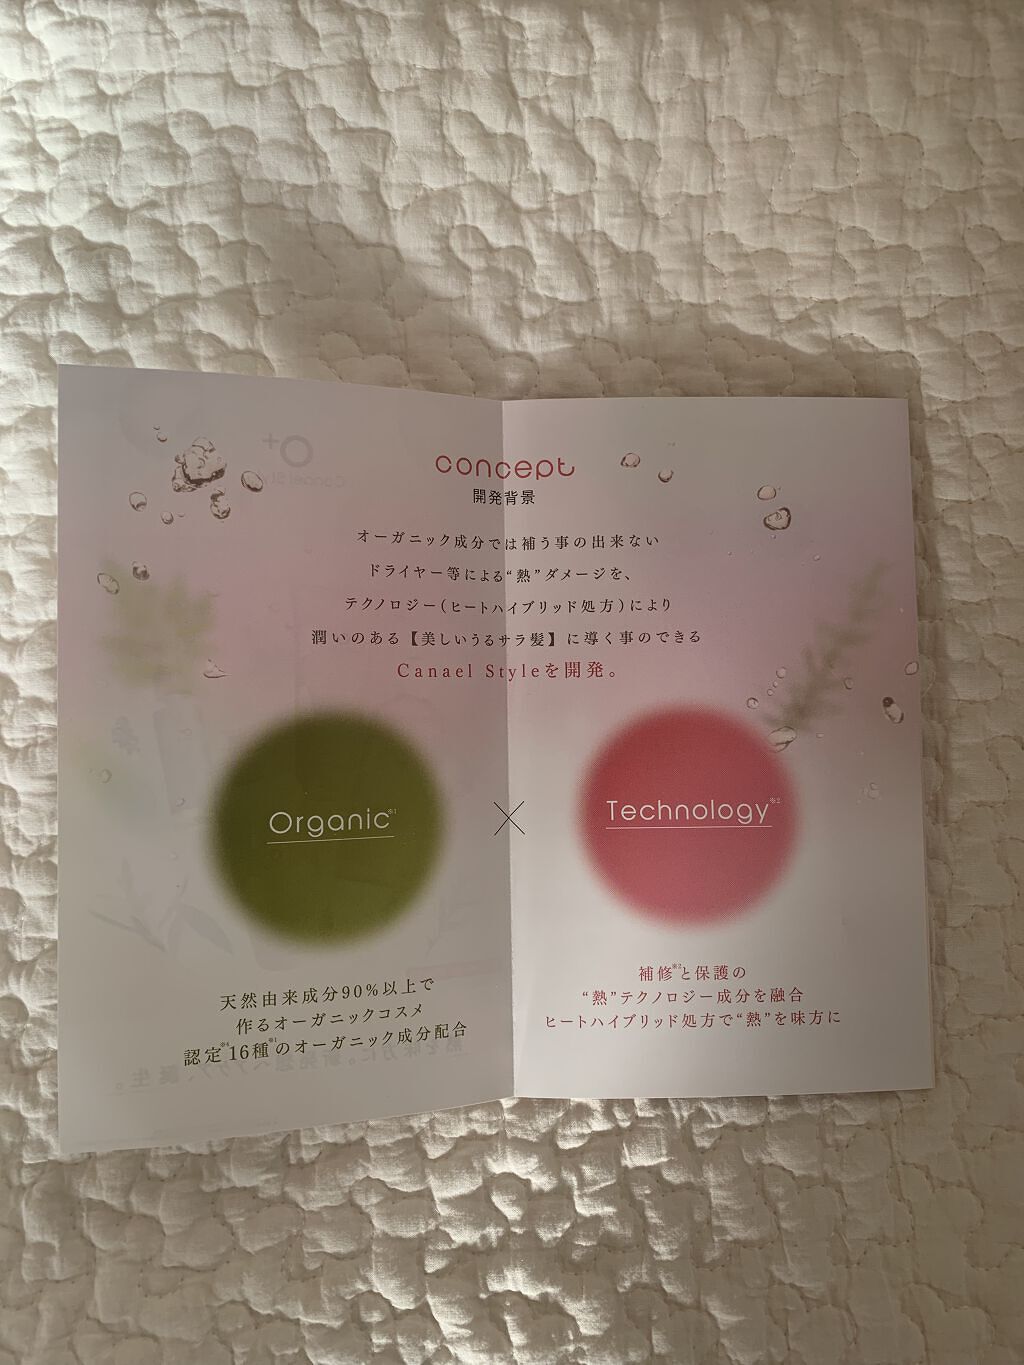 concept
開発背景
オーガニック成分では補う事の出来ない
ドライヤー等による“熱”ダメージを、
テクノロジー(ヒートハイブリッド処方)により
潤いのある【美しいうるサラ髪】に導く事のできる
Canael Styleを開発。
Organic※1
×
Technology※2
天然由来成分90%以上で
作るオーガニックコスメ
認定※4 16種※1のオーガニック成分配合
補修※2と保護の
“熱”テクノロジー成分を融合
ヒートハイブリッド処方で“熱”を味方に